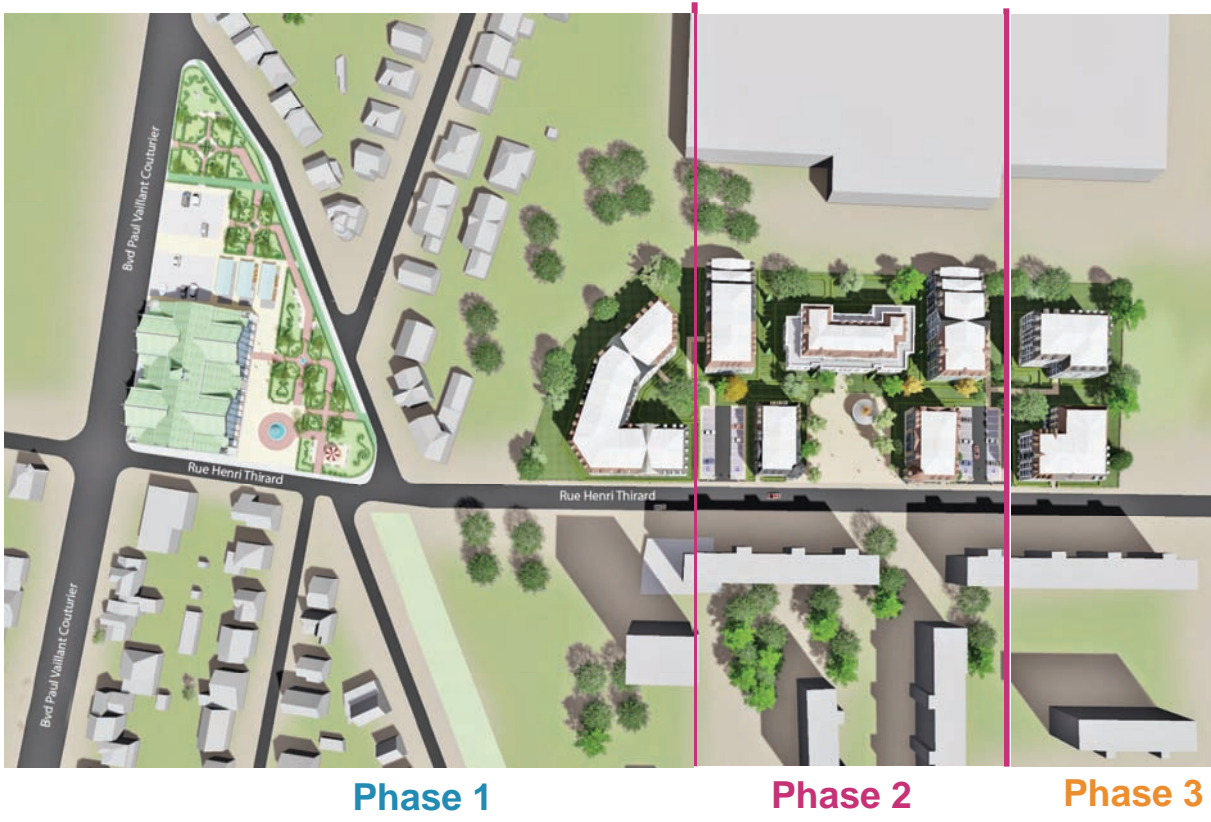 Bvd Paul Vaillant Couturier
Rue Henri Thirard
Rue Henri Thirard
Bvd Paul Vaillant Couturier
Phase 1
Phase 2
Phase 3